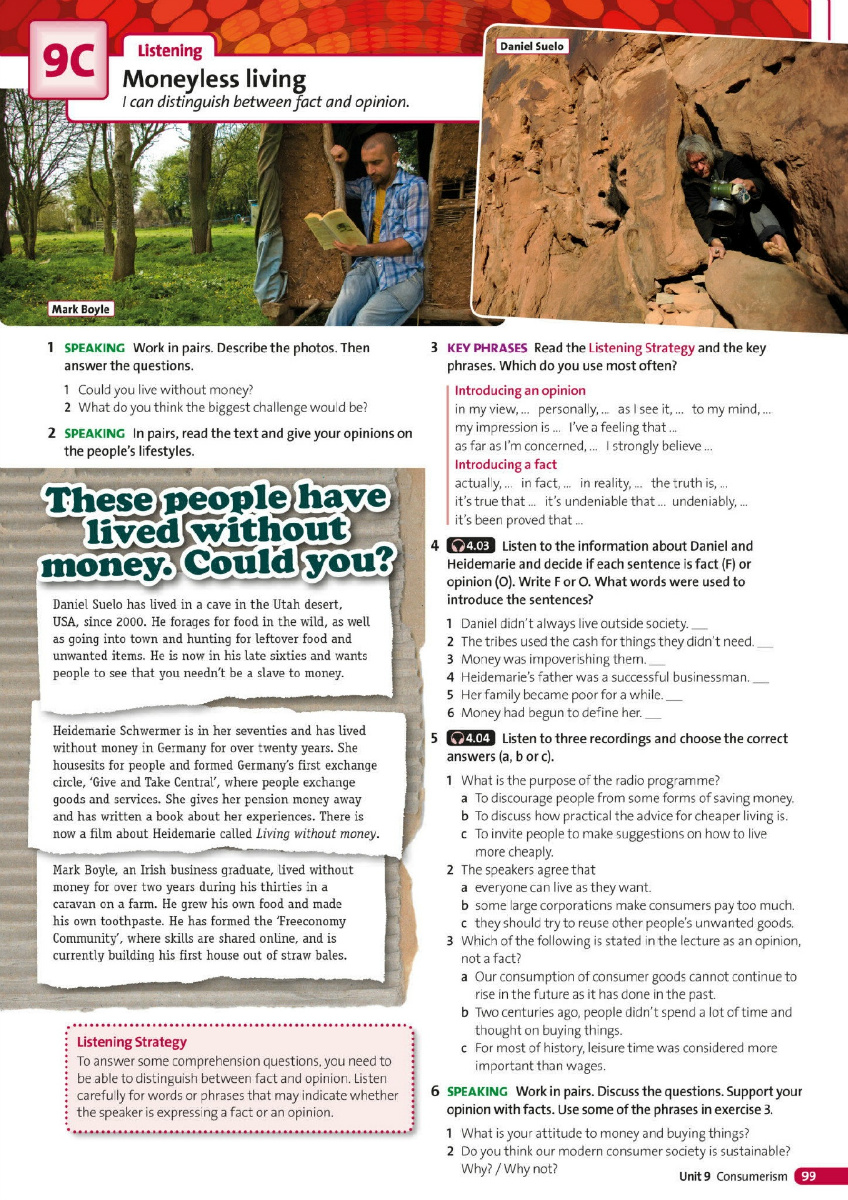 9C
Listening
Moneyless living
I can distinguish between fact and opinion.
Daniel Suelo
Mark Boyle
1 SPEAKING Work in pairs. Describe the photos. Then
answer the questions.
1 Could you live without money?
2 What do you think the biggest challenge would be?
2 SPEAKING In pairs, read the text and give your opinions on
the people's lifestyles.
These people have
lived without
money. Could you?
Daniel Suelo has lived in a cave in the Utah desert,
USA, since 2000. He forages for food in the wild, as well
as going into town and hunting for leftover food and
unwanted items. He is now in his late sixties and wants
people to see that you needn't be a slave to money.
Heidemarie Schwermer is in her seventies and has lived
without money in Germany for over twenty years. She
housesits for people and formed Germany's first exchange
circle, 'Give and Take Central', where people exchange
goods and services. She gives her pension money away
and has written a book about her experiences. There is
now a film about Heidemarie called Living without money.
Mark Boyle, an Irish business graduate, lived without
money for over two years during his thirties in a
caravan on a farm. He grew his own food and made
his own toothpaste. He has formed the 'Freeconomy
Community', where skills are shared online, and is
currently building his first house out of straw bales.
Listening Strategy
To answer some comprehension questions, you need to
be able to distinguish between fact and opinion. Listen
carefully for words or phrases that may indicate whether
the speaker is expressing a fact or an opinion.
3 KEY PHRASES Read the Listening Strategy and the key
phrases. Which do you use most often?
Introducing an opinion
in my view, ... personally, ... as I see it, ... to my mind, ...
my impression is ... I've a feeling that ...
as far as I'm concerned, ... I strongly believe ...
Introducing a fact
actually, ... in fact, ... in reality, ... the truth is, ...
it's true that ... it's undeniable that ... undeniably, ...
it's been proved that ...
4 4.03 Listen to the information about Daniel and
Heidemarie and decide if each sentence is fact (F) or
opinion (O). Write F or O. What words were used to
introduce the sentences?
1 Daniel didn't always live outside society. __
2 The tribes used the cash for things they didn't need. __
3 Money was impoverishing them. __
4 Heidemarie's father was a successful businessman. __
5 Her family became poor for a while. __
6 Money had begun to define her. __
5 4.04 Listen to three recordings and choose the correct
answers (a, b or c).
1 What is the purpose of the radio programme?
a To discourage people from some forms of saving money.
b To discuss how practical the advice for cheaper living is.
c To invite people to make suggestions on how to live
more cheaply.
2 The speakers agree that
a everyone can live as they want.
b some large corporations make consumers pay too much.
c they should try to reuse other people's unwanted goods.
3 Which of the following is stated in the lecture as an opinion,
not a fact?
a Our consumption of consumer goods cannot continue to
rise in the future as it has done in the past.
b Two centuries ago, people didn't spend a lot of time and
thought on buying things.
c For most of history, leisure time was considered more
important than wages.
6 SPEAKING Work in pairs. Discuss the questions. Support your
opinion with facts. Use some of the phrases in exercise 3.
1 What is your attitude to money and buying things?
2 Do you think our modern consumer society is sustainable?
Why? / Why not?
Unit 9 Consumerism 99